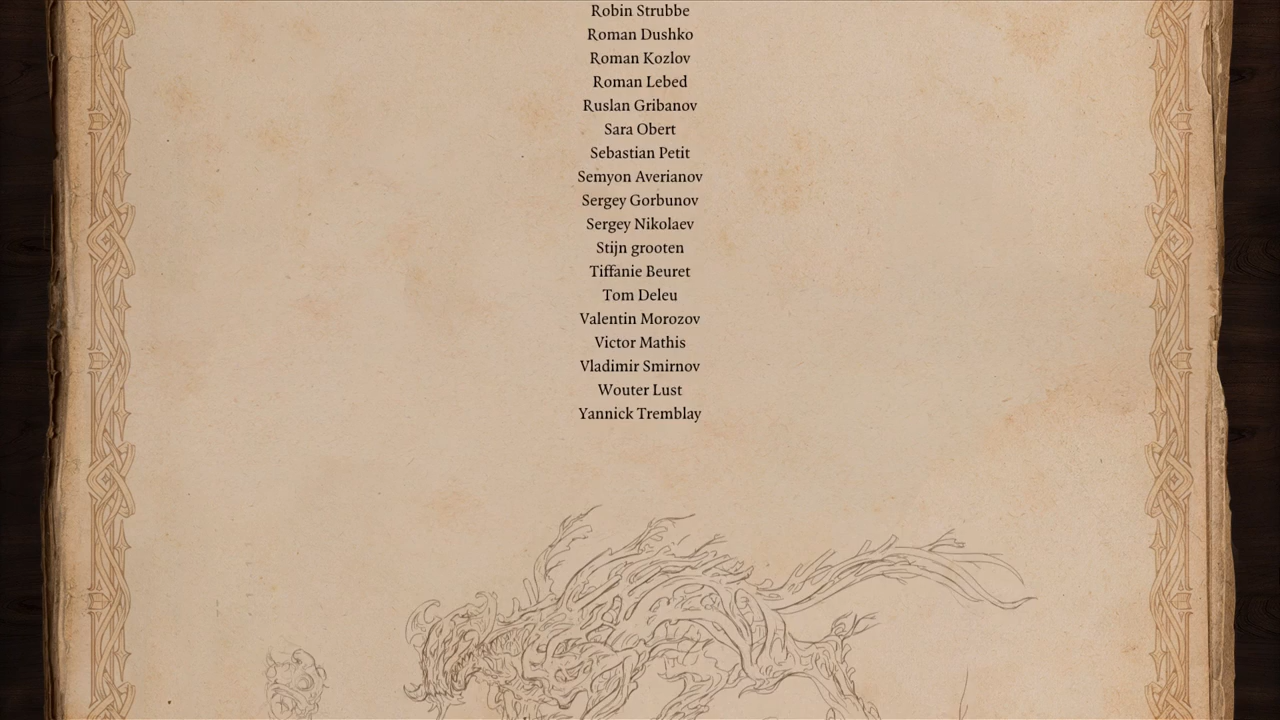 Robin Strubbe
Roman Dushko
Roman Kozlov
Roman Lebed
Ruslan Gribanov
Sara Obert
Sebastian Petit
Semyon Averianov
Sergey Gorbunov
Sergey Nikolaev
Stijn grooten
Tiffanie Beuret
Tom Deleu
Valentin Morozov
Victor Mathis
Vladimir Smirnov
Wouter Lust
Yannick Tremblay